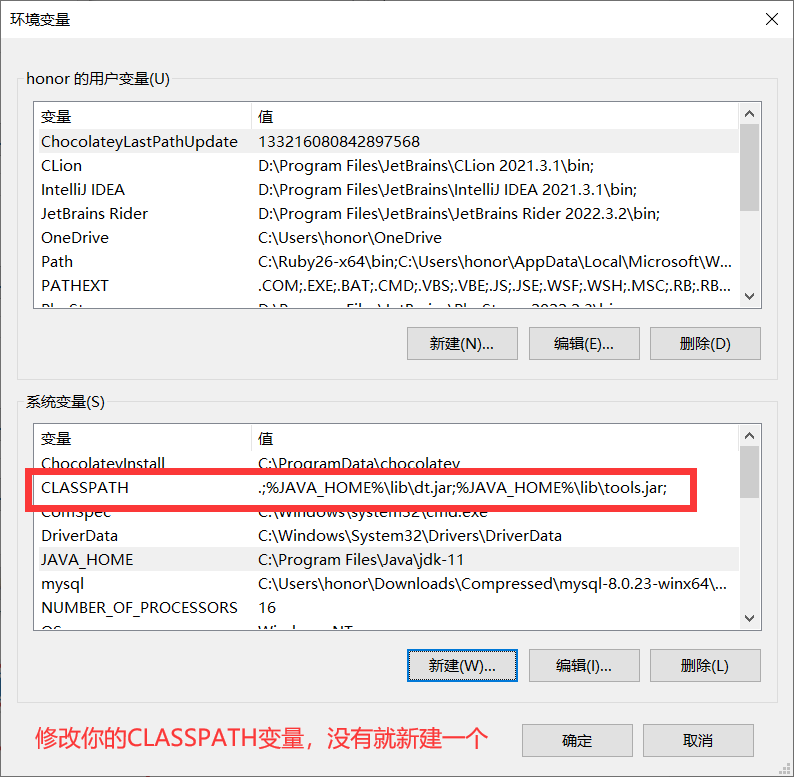 环境变量
honor 的用户变量(U)
变量 值
ChocolateyLastPathUpdate 133216080842897568
CLion D:\Program Files\JetBrains\CLion 2021.3.1\bin;
IntelliJ IDEA D:\Program Files\JetBrains\IntelliJ IDEA 2021.3.1\bin;
JetBrains Rider D:\Program Files\JetBrains\JetBrains Rider 2022.3.2\bin;
OneDrive C:\Users\honor\OneDrive
Path C:\Ruby26-x64\bin;C:\Users\honor\AppData\Local\Microsoft\W...
PATHEXT .COM;.EXE;.BAT;.CMD;.VBS;.VBE;.JS;.JSE;.WSF;.WSH;.MSC;.RB;.RB...
新建(N)... 编辑(E)... 删除(D)
系统变量(S)
变量 值
ChocolateyInstall C:\ProgramData\chocolatey
CLASSPATH .;%JAVA_HOME%\lib\dt.jar;%JAVA_HOME%\lib\tools.jar;
ComSpec C:\Windows\system32\cmd.exe
DriverData C:\Windows\System32\Drivers\DriverData
JAVA_HOME C:\Program Files\Java\jdk-11
mysql C:\Users\honor\Downloads\Compressed\mysql-8.0.23-winx64\...
NUMBER_OF_PROCESSORS 16
OS Windows_NT
新建(W)... 编辑(I)... 删除(L)
修改你的CLASSPATH变量，没有就新建一个
确定 取消